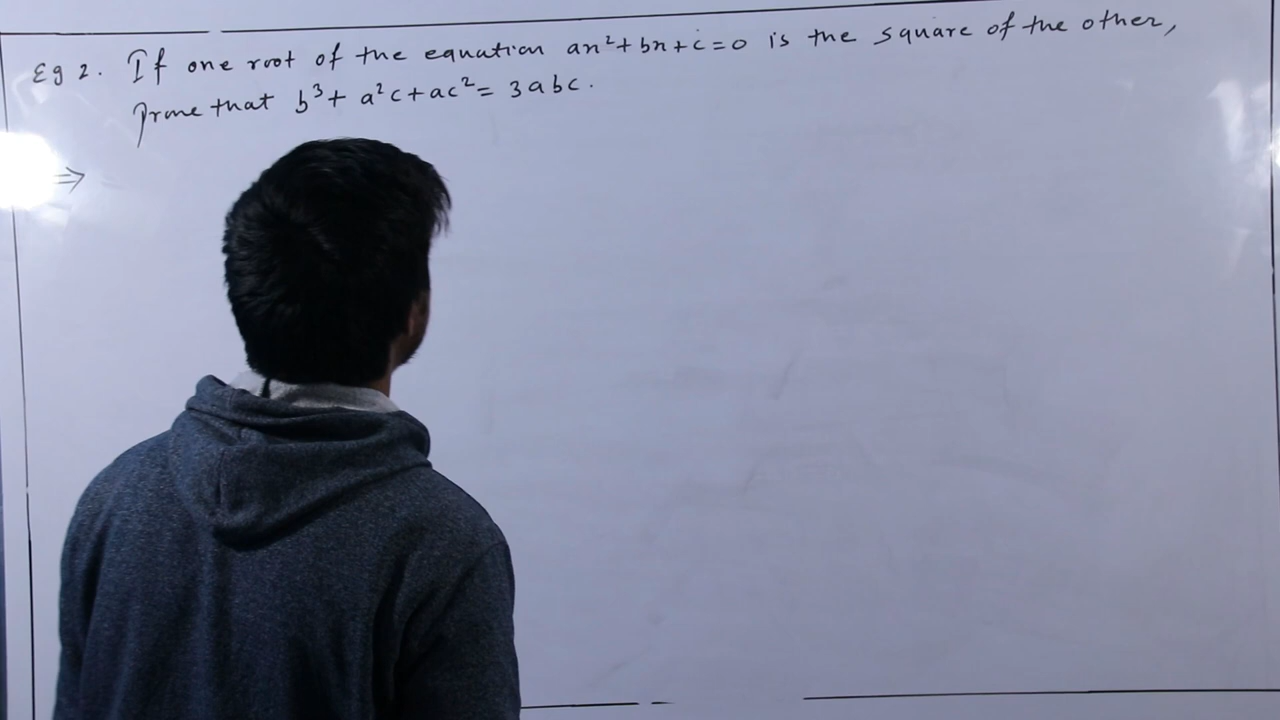 Eg 2. If one root of the equation ax²+bx+c=0 is the square of the other,
Prove that b³+ a²c+ac²= 3abc.
⇒